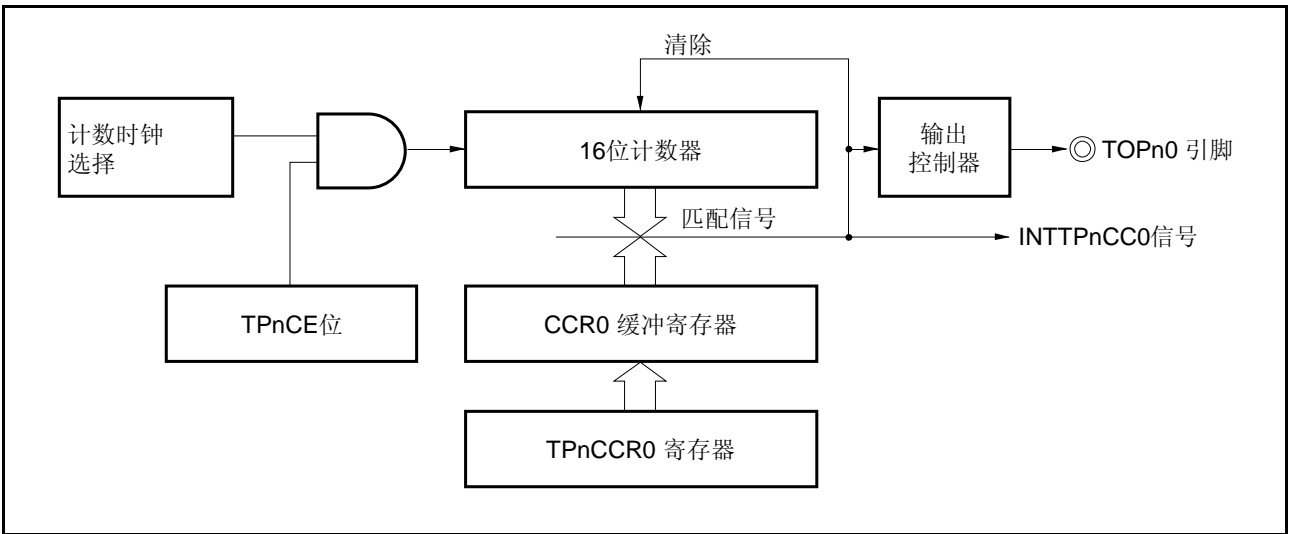 清除
计数时钟
选择
16位计数器
输出
控制器
TOPn0 引脚
匹配信号
INTTPnCC0信号
TPnCE位
CCR0 缓冲寄存器
TPnCCR0 寄存器